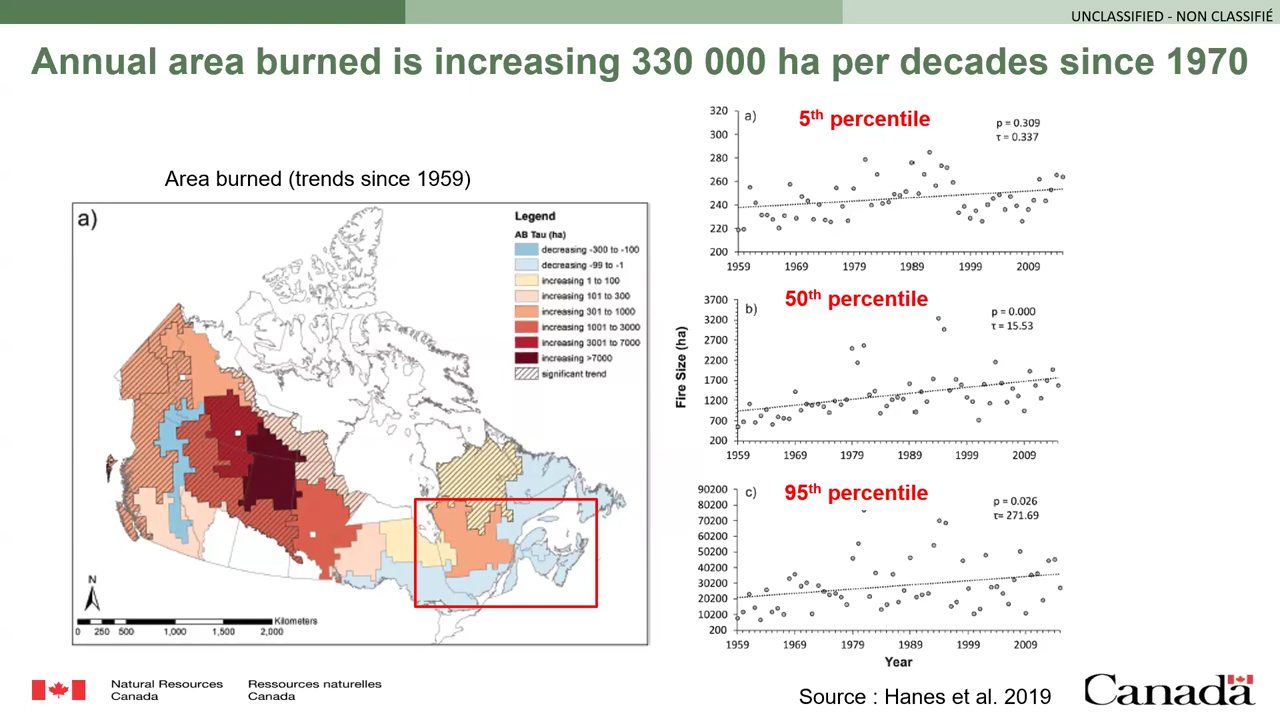 UNCLASSIFIED - NON CLASSIFIÉ
Annual area burned is increasing 330 000 ha per decades since 1970
Area burned (trends since 1959)
a)
Legend
AB Tau (ha)
decreasing -300 to -100
decreasing -99 to -1
increasing 1 to 100
increasing 101 to 300
increasing 301 to 1000
increasing 1001 to 3000
increasing 3001 to 7000
increasing >7000
significant trend
N
Kilometers
0 250 500 1,000 1,500 2,000
a)
5th percentile
p = 0.309
τ = 0.337
320
300
280
260
240
220
200
1959 1969 1979 1989 1999 2009
Fire Size (ha)
b)
50th percentile
p = 0.000
τ = 15.53
3700
3200
2700
2200
1700
1200
700
200
1959 1969 1979 1989 1999 2009
c)
95th percentile
p = 0.026
τ= 271.69
90200
80200
70200
60200
50200
40200
30200
20200
10200
200
1959 1969 1979 1989 1999 2009
Year
Natural Resources Ressources naturelles
Canada Canada
Source : Hanes et al. 2019
Canada